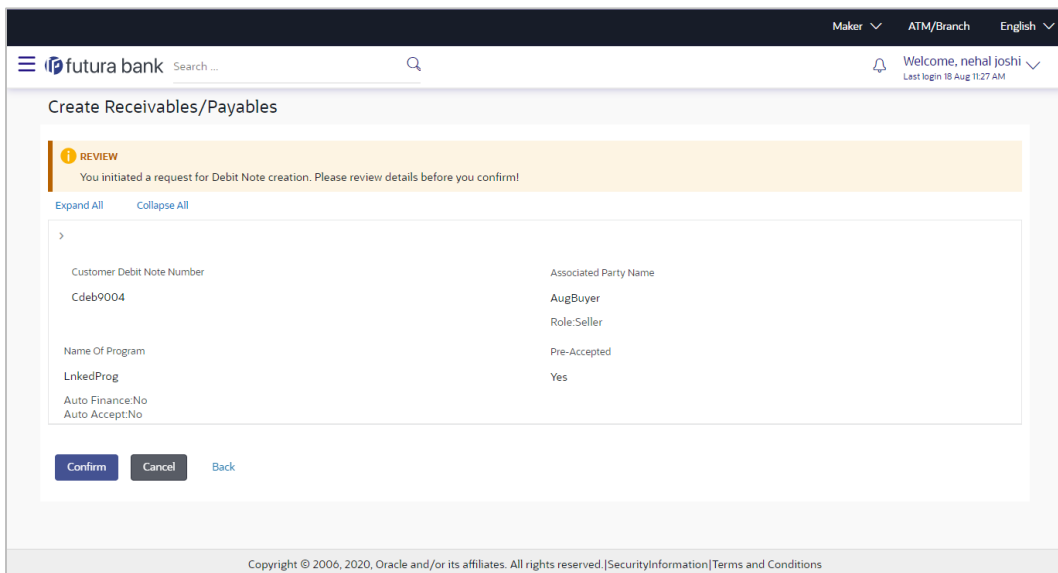 Maker ATM/Branch English
futura bank Search ... Welcome, nehal joshi
Last login 18 Aug 11:27 AM
Create Receivables/Payables
REVIEW
You initiated a request for Debit Note creation. Please review details before you confirm!
Expand All Collapse All
Customer Debit Note Number Associated Party Name
Cdeb9004 AugBuyer
Role:Seller
Name Of Program Pre-Accepted
LnkedProg Yes
Auto Finance:No
Auto Accept:No
Confirm Cancel Back
Copyright © 2006, 2020, Oracle and/or its affiliates. All rights reserved.|SecurityInformation|Terms and Conditions